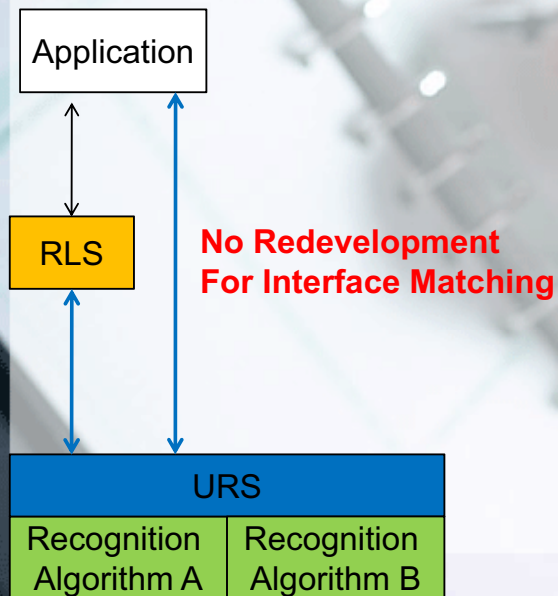 Application
RLS
No Redevelopment
For Interface Matching
URS
Recognition
Algorithm A
Recognition
Algorithm B